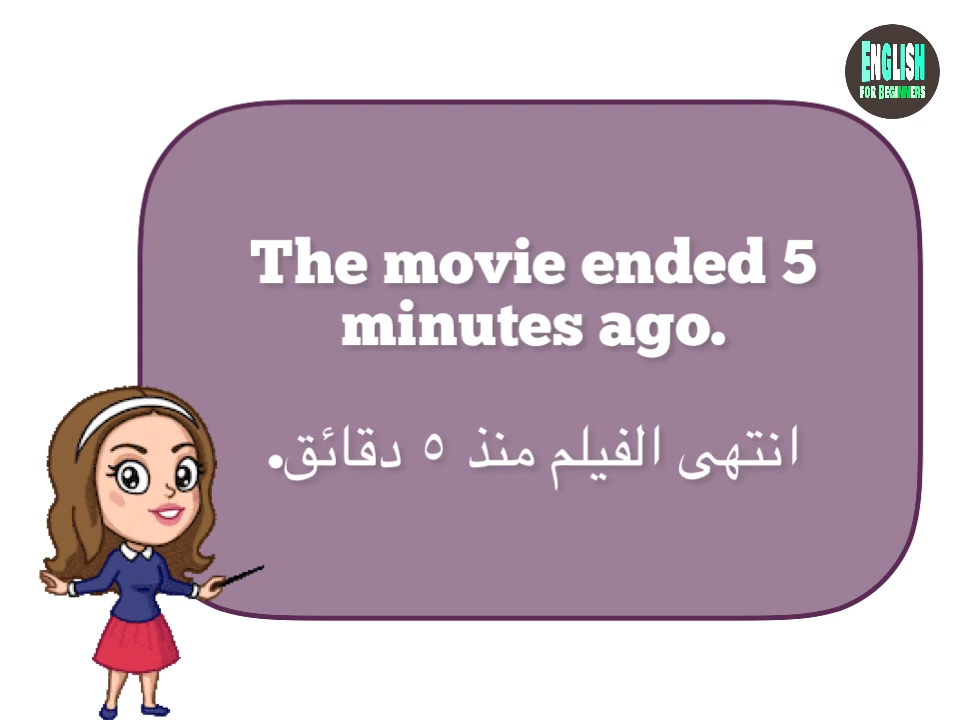 ENGLISH
FOR BEGINNERS
The movie ended 5
minutes ago.
انتهى الفيلم منذ ٥ دقائق.